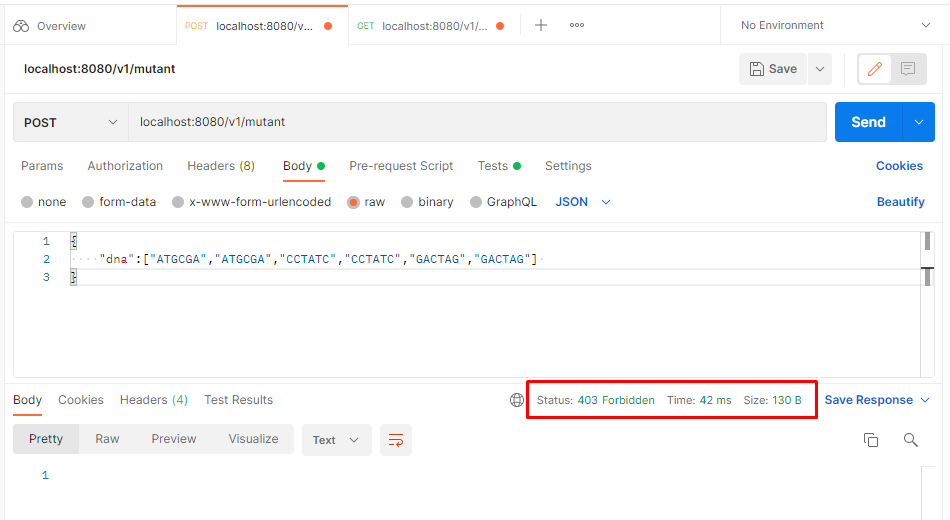 Overview POST localhost:8080/v... GET localhost:8080/v1/... No Environment
localhost:8080/v1/mutant Save
POST localhost:8080/v1/mutant Send
Params Authorization Headers (8) Body Pre-request Script Tests Settings Cookies
none form-data x-www-form-urlencoded raw binary GraphQL JSON Beautify
1 {
2 "dna":["ATGCGA","ATGCGA","CCTATC","CCTATC","GACTAG","GACTAG"]
3 }
Body Cookies Headers (4) Test Results Status: 403 Forbidden Time: 42 ms Size: 130 B Save Response
Pretty Raw Preview Visualize Text
1